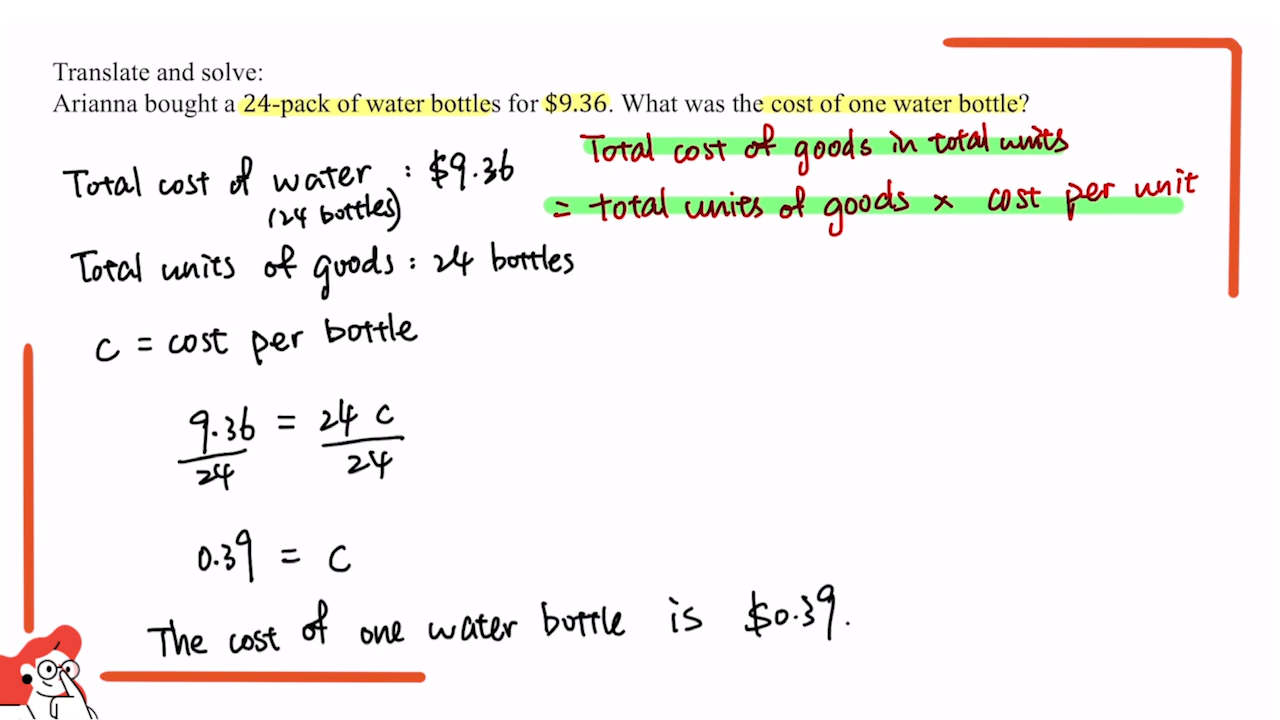 Translate and solve:
Arianna bought a 24-pack of water bottles for $9.36. What was the cost of one water bottle?
Total cost of goods in total units
= total units of goods × cost per unit
Total cost of water : $9.36
(24 bottles)
Total units of goods : 24 bottles
c = cost per bottle
9.36 = 24 c
24 24
0.39 = c
The cost of one water bottle is $0.39.